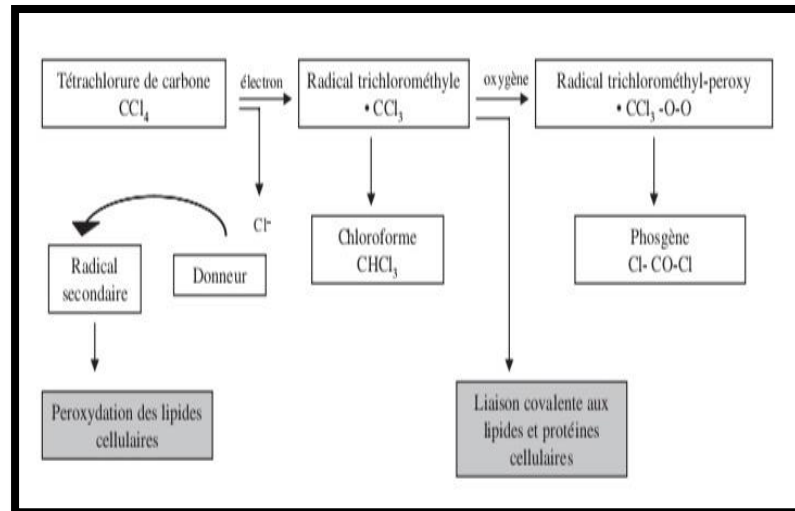 Tétrachlorure de carbone
CCl₄
électron
Radical trichlorométhyle
• CCl₃
oxygène
Radical trichlorométhyl-peroxy
• CCl₃ -O-O
Cl⁻
Radical
secondaire
Donneur
Chloroforme
CHCl₃
Phosgène
Cl- CO-Cl
Peroxydation des lipides
cellulaires
Liaison covalente aux
lipides et protéines
cellulaires